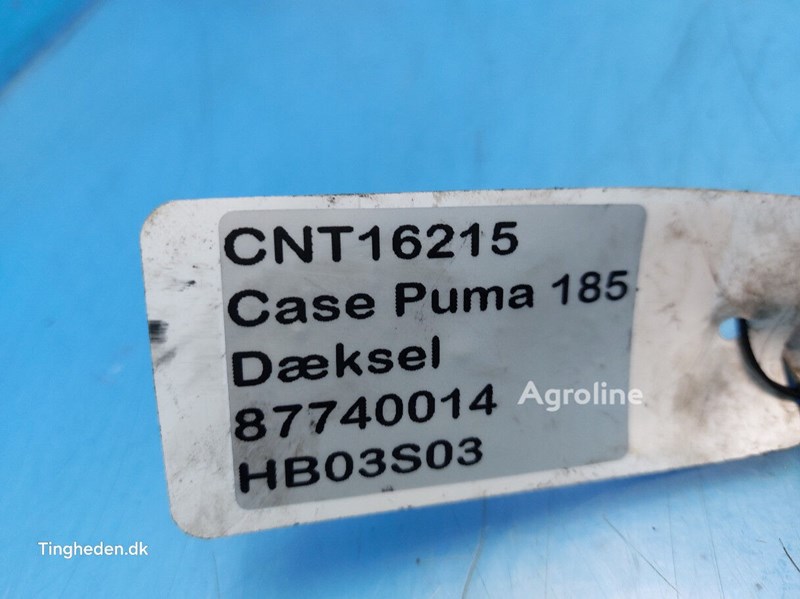 CNT16215
Case Puma 185
Dæksel
87740014
HB03S03
Agroline
Tingheden.dk